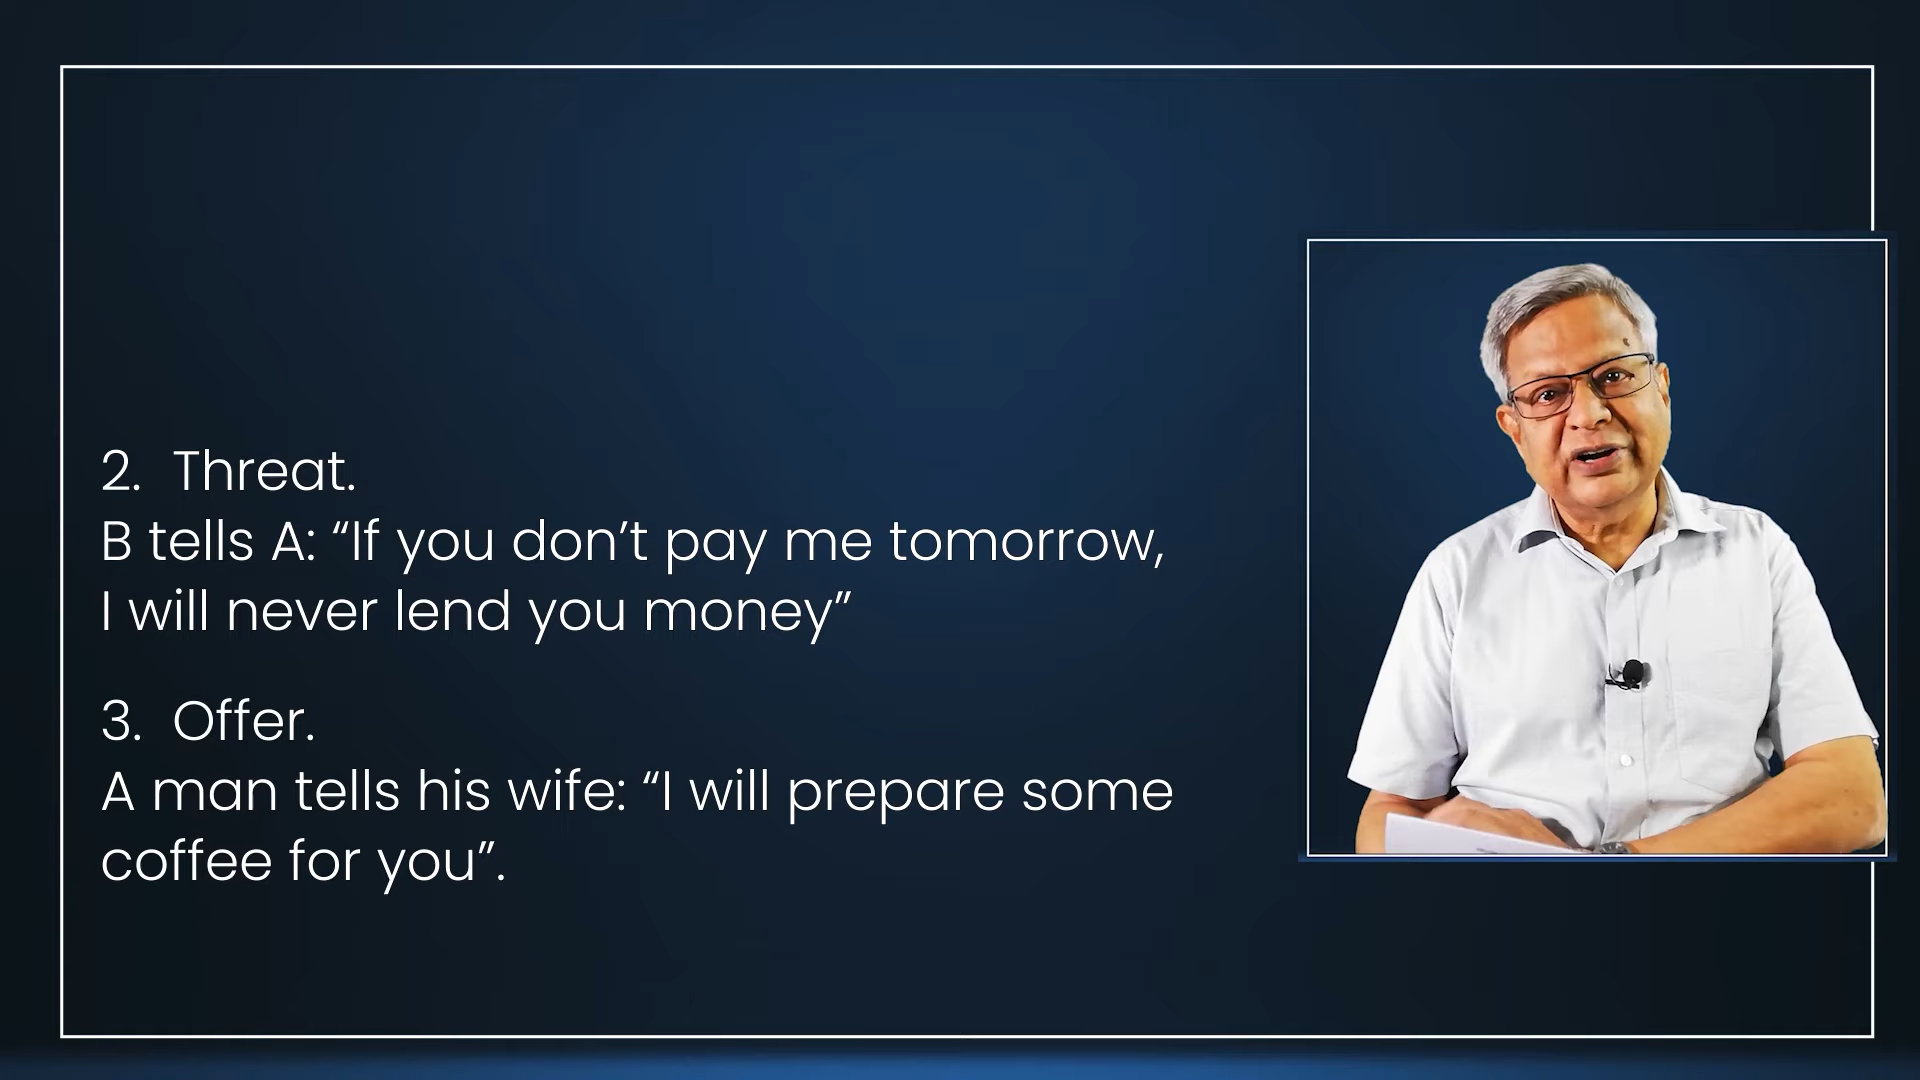 2. Threat.
B tells A: “If you don’t pay me tomorrow,
I will never lend you money”
3. Offer.
A man tells his wife: “I will prepare some
coffee for you”.